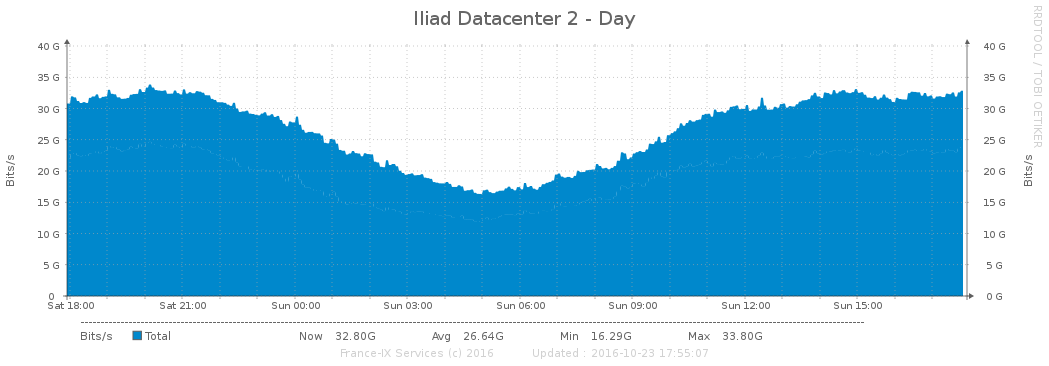 Iliad Datacenter 2 - Day
RRDTOOL / TOBI OETIKER
40 G 40 G
35 G 35 G
30 G 30 G
25 G 25 G
20 G 20 G
15 G 15 G
10 G 10 G
5 G 5 G
0 0 G
Bits/s
Bits/s
Sat 18:00 Sat 21:00 Sun 00:00 Sun 03:00 Sun 06:00 Sun 09:00 Sun 12:00 Sun 15:00
Bits/s Total Now 32.80G Avg 26.64G Min 16.29G Max 33.80G
France-IX Services (c) 2016 Updated : 2016-10-23 17:55:07